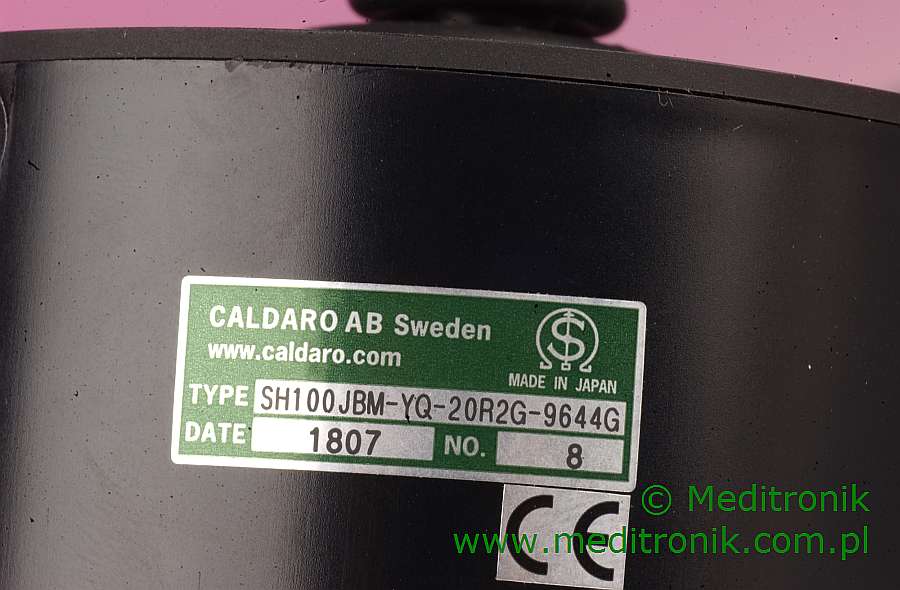 CALDARO AB Sweden
www.caldaro.com
MADE IN JAPAN
TYPE SH100JBM-YQ-20R2G-9644G
DATE 1807 NO. 8
CE
© Meditronik
www.meditronik.com.pl